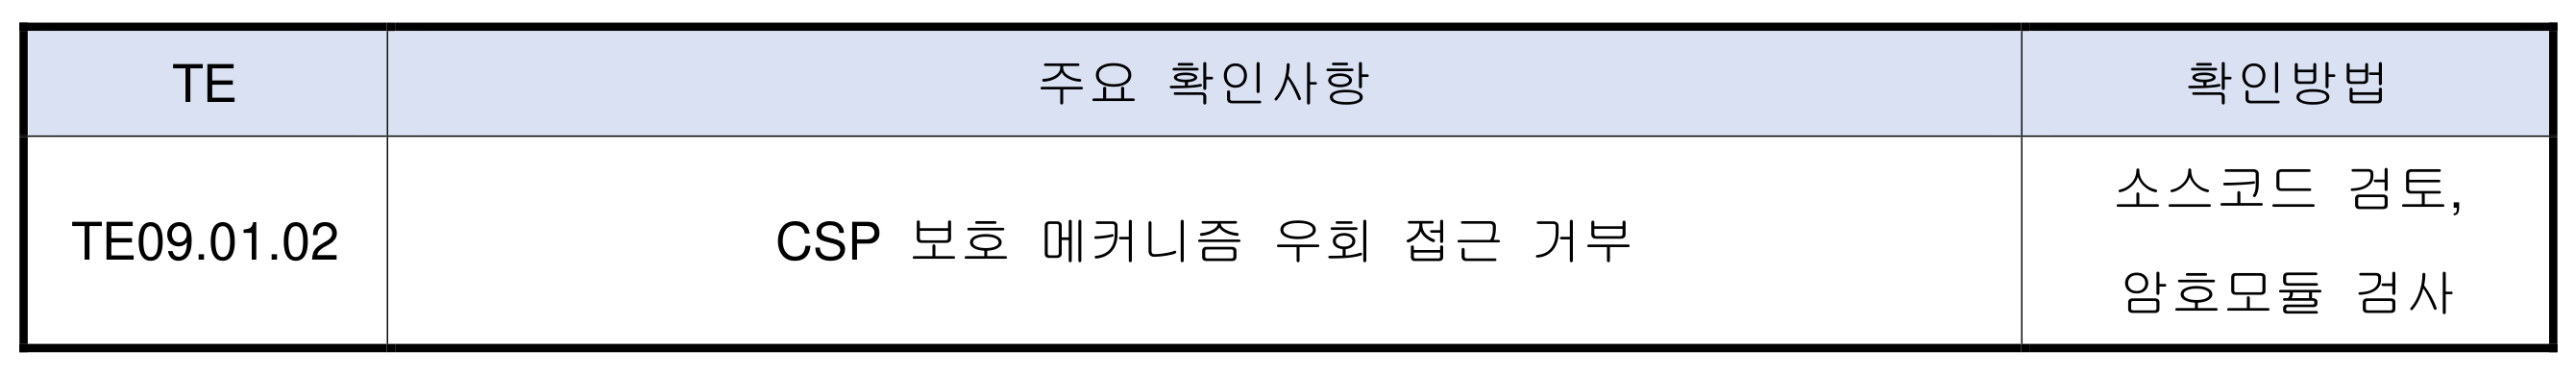 TE 주요 확인사항 확인방법
TE09.01.02 CSP 보호 메커니즘 우회 접근 거부 소스코드 검토,
암호모듈 검사